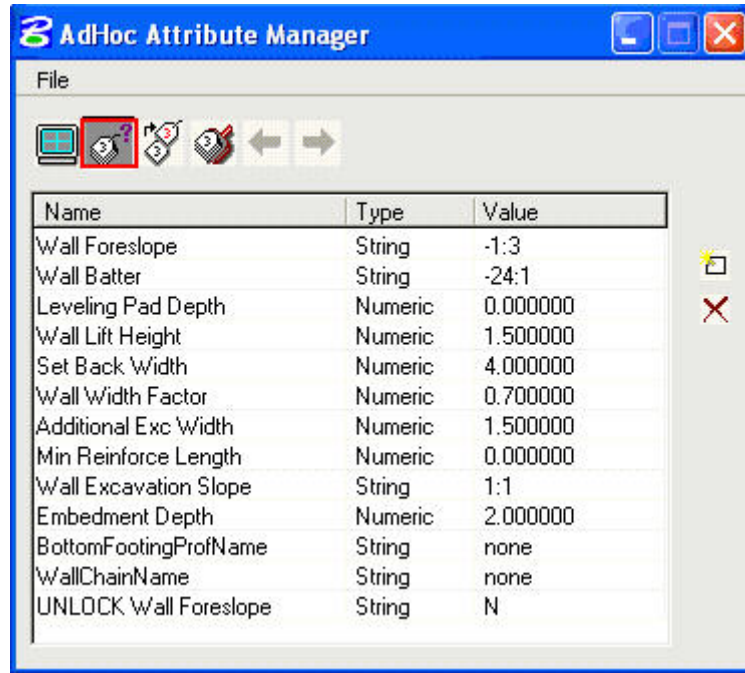 AdHoc Attribute Manager
File
Name Type Value
Wall Foreslope String -1:3
Wall Batter String -24:1
Leveling Pad Depth Numeric 0.000000
Wall Lift Height Numeric 1.500000
Set Back Width Numeric 4.000000
Wall Width Factor Numeric 0.700000
Additional Exc Width Numeric 1.500000
Min Reinforce Length Numeric 0.000000
Wall Excavation Slope String 1:1
Embedment Depth Numeric 2.000000
BottomFootingProfName String none
WallChainName String none
UNLOCK Wall Foreslope String N